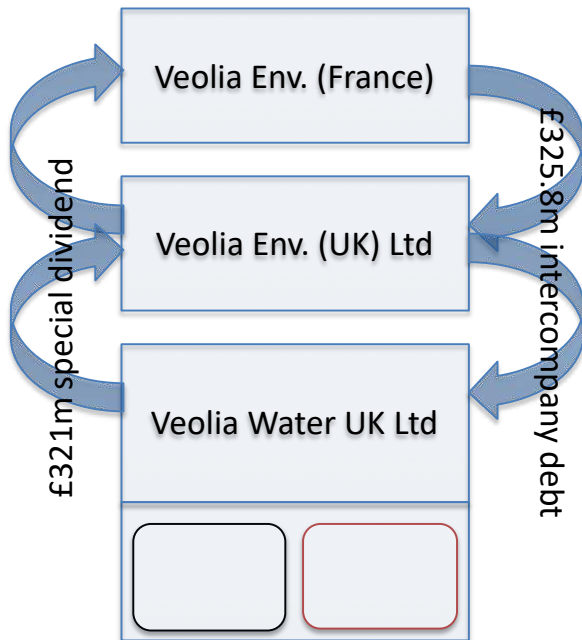 Veolia Env. (France)
£321m special dividend
£325.8m intercompany debt
Veolia Env. (UK) Ltd
Veolia Water UK Ltd